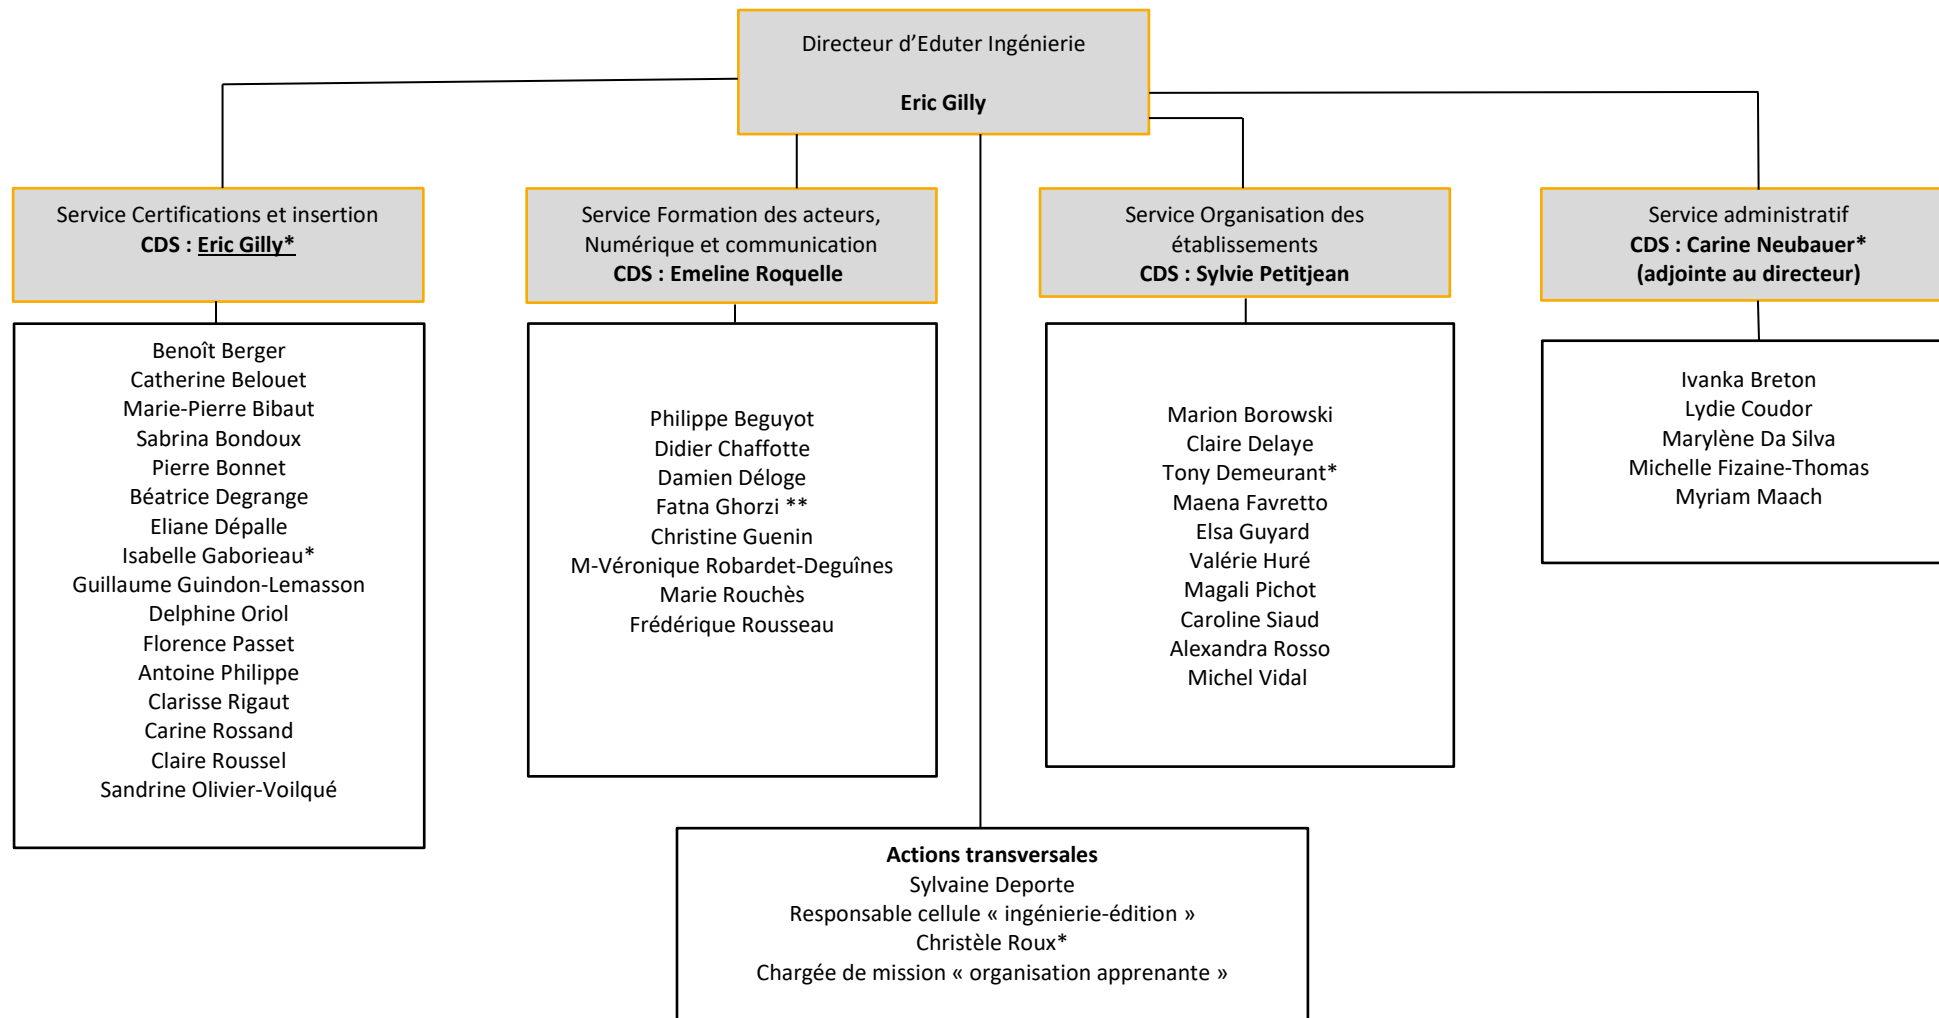 Directeur d’Eduter Ingénierie
Eric Gilly
Service Certifications et insertion
CDS : Eric Gilly*
Service Formation des acteurs,
Numérique et communication
CDS : Emeline Roquelle
Service Organisation des
établissements
CDS : Sylvie Petitjean
Service administratif
CDS : Carine Neubauer*
(adjointe au directeur)
Benoît Berger
Catherine Belouet
Marie-Pierre Bibaut
Sabrina Bondoux
Pierre Bonnet
Béatrice Degrange
Eliane Dépalle
Isabelle Gaborieau*
Guillaume Guindon-Lemasson
Delphine Oriol
Florence Passet
Antoine Philippe
Clarisse Rigaut
Carine Rossand
Claire Roussel
Sandrine Olivier-Voilqué
Philippe Beguyot
Didier Chaffotte
Damien Déloge
Fatna Ghorzi **
Christine Guenin
M-Véronique Robardet-Deguînes
Marie Rouchès
Frédérique Rousseau
Marion Borowski
Claire Delaye
Tony Demeurant*
Maena Favretto
Elsa Guyard
Valérie Huré
Magali Pichot
Caroline Siaud
Alexandra Rosso
Michel Vidal
Ivanka Breton
Lydie Coudor
Marylène Da Silva
Michelle Fizaine-Thomas
Myriam Maach
Actions transversales
Sylvaine Deporte
Responsable cellule « ingénierie-édition »
Christèle Roux*
Chargée de mission « organisation apprenante »